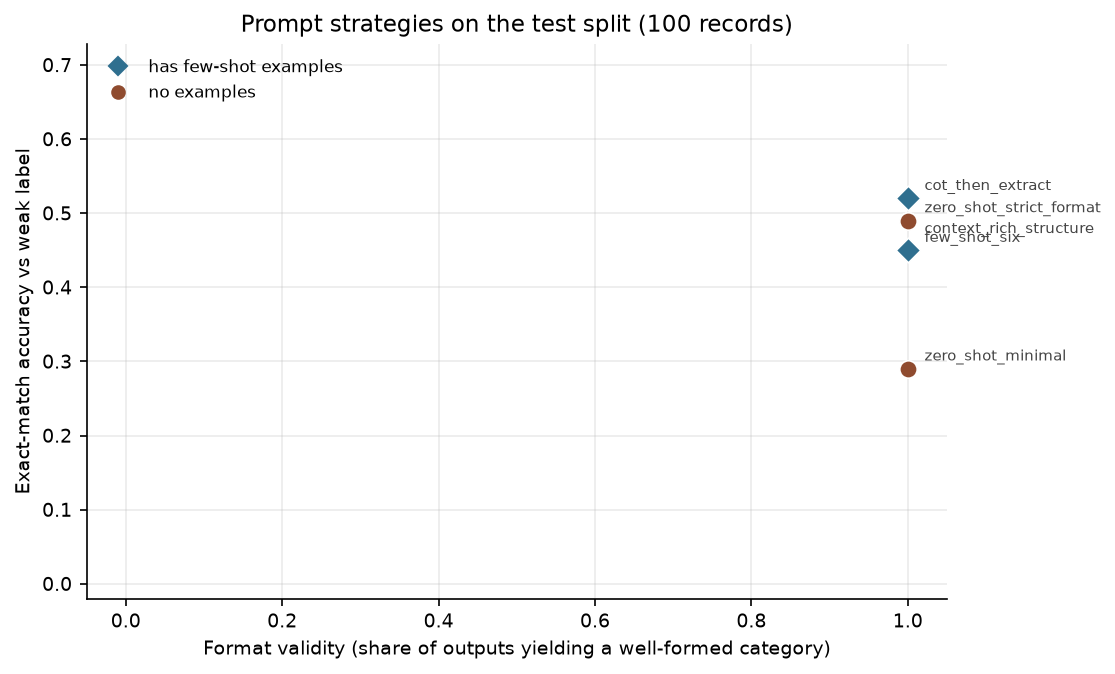 Prompt strategies on the test split (100 records)
has few-shot examples
no examples
Exact-match accuracy vs weak label
0.7
0.6
0.5
0.4
0.3
0.2
0.1
0.0
cot_then_extract
zero_shot_strict_format
context_rich_structure
few_shot_six
zero_shot_minimal
0.0 0.2 0.4 0.6 0.8 1.0
Format validity (share of outputs yielding a well-formed category)